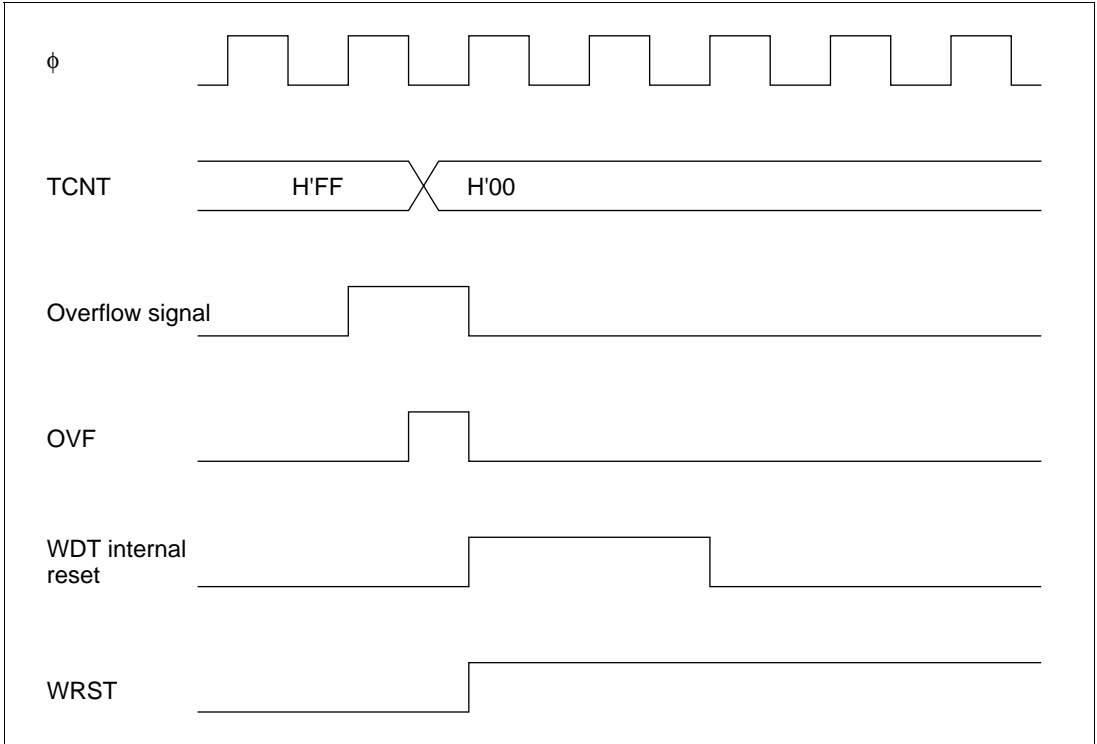 ϕ
TCNT H'FF H'00
Overflow signal
OVF
WDT internal
reset
WRST